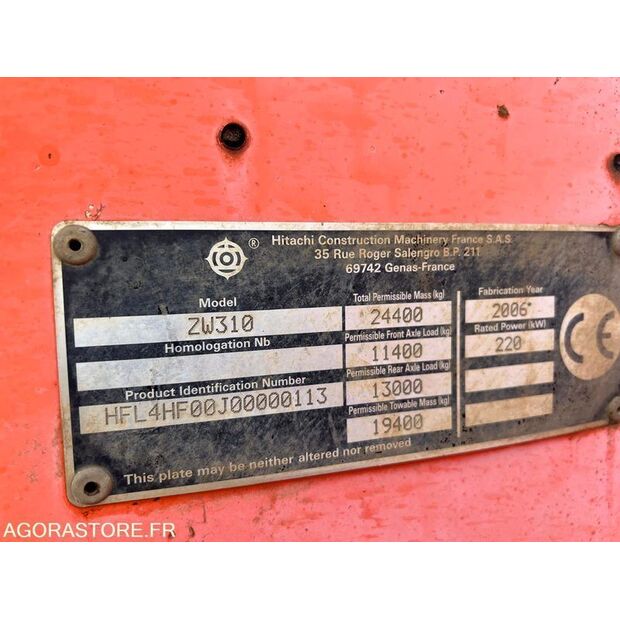 ®
Hitachi Construction Machinery France S.A.S
35 Rue Roger Salengro B.P. 211
69742 Genas-France
Model
ZW310
Homologation Nb
Product Identification Number
HFL4HF00J00000113
Total Permissible Mass (kg)
24400
Permissible Front Axle Load (kg)
11400
Permissible Rear Axle Load (kg)
13000
Permissible Towable Mass (kg)
19400
Fabrication Year
2006*
Rated Power (kW)
220
CE
This plate may be neither altered nor removed
AGORASTORE.FR